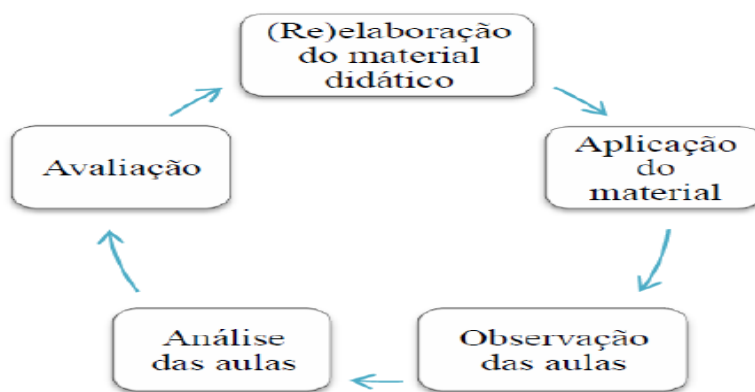 (Re)elaboração
do material
didático
Aplicação
do
material
Observação
das aulas
Análise
das aulas
Avaliação